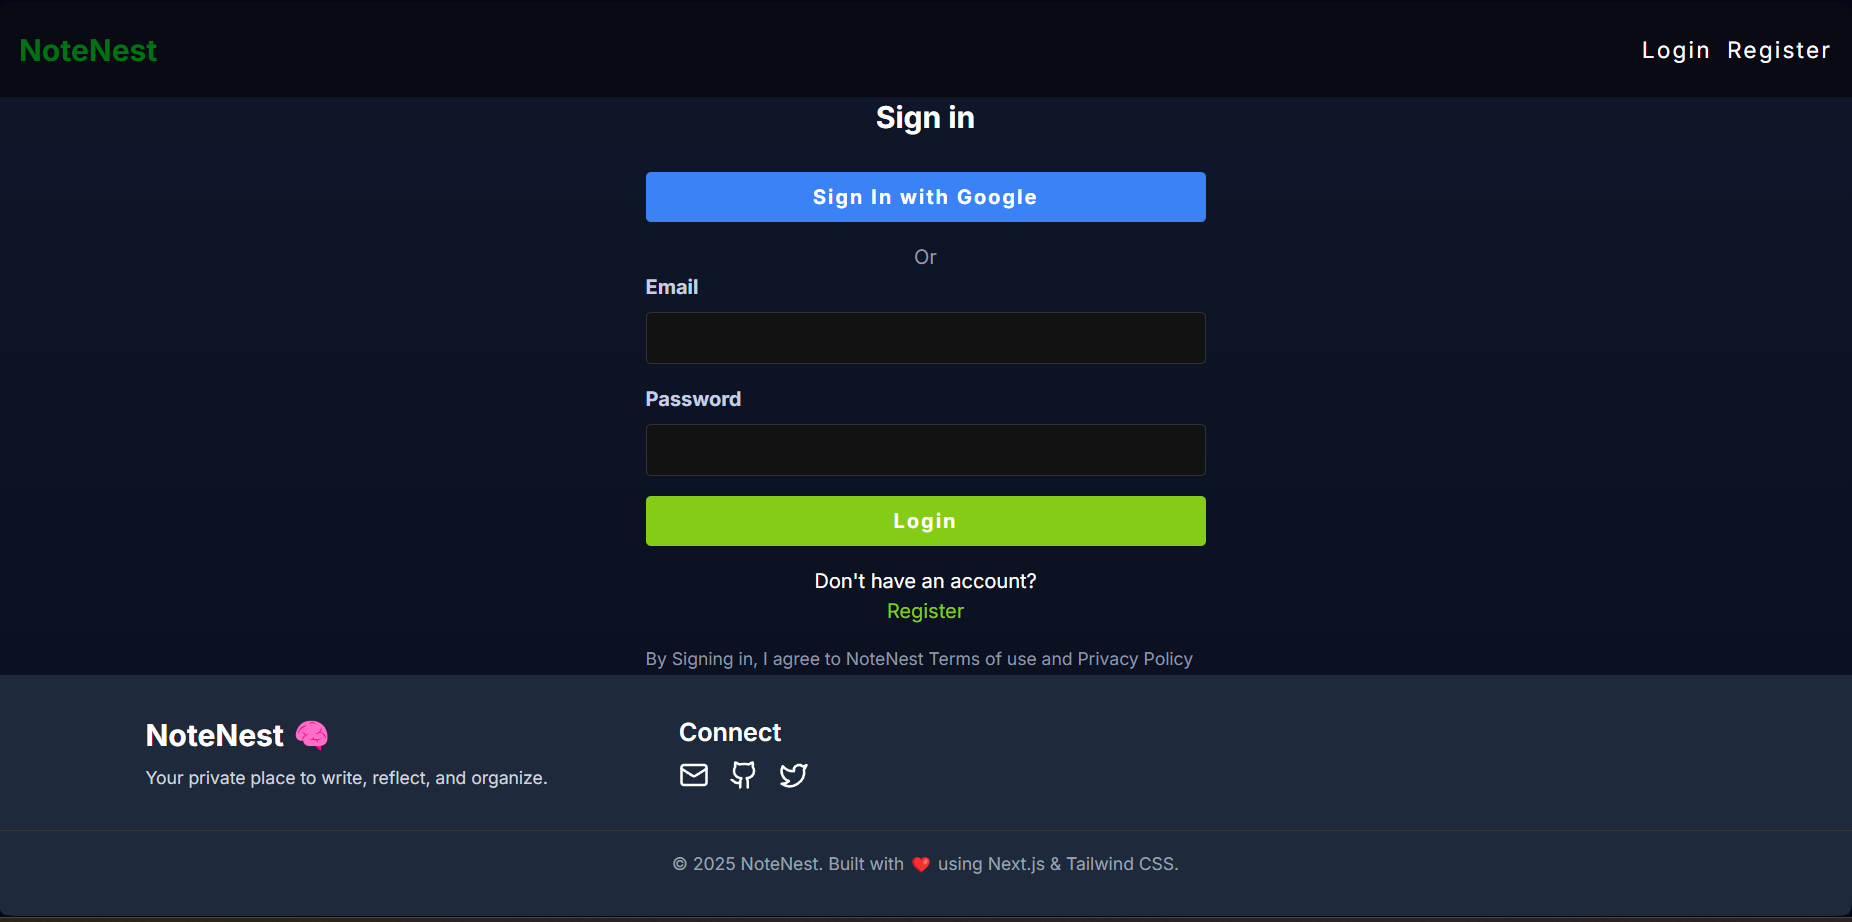 NoteNest
Login Register
Sign in
Sign In with Google
Or
Email
Password
Login
Don't have an account?
Register
By Signing in, I agree to NoteNest Terms of use and Privacy Policy
NoteNest 🧠
Your private place to write, reflect, and organize.
Connect
© 2025 NoteNest. Built with ❤️ using Next.js & Tailwind CSS.